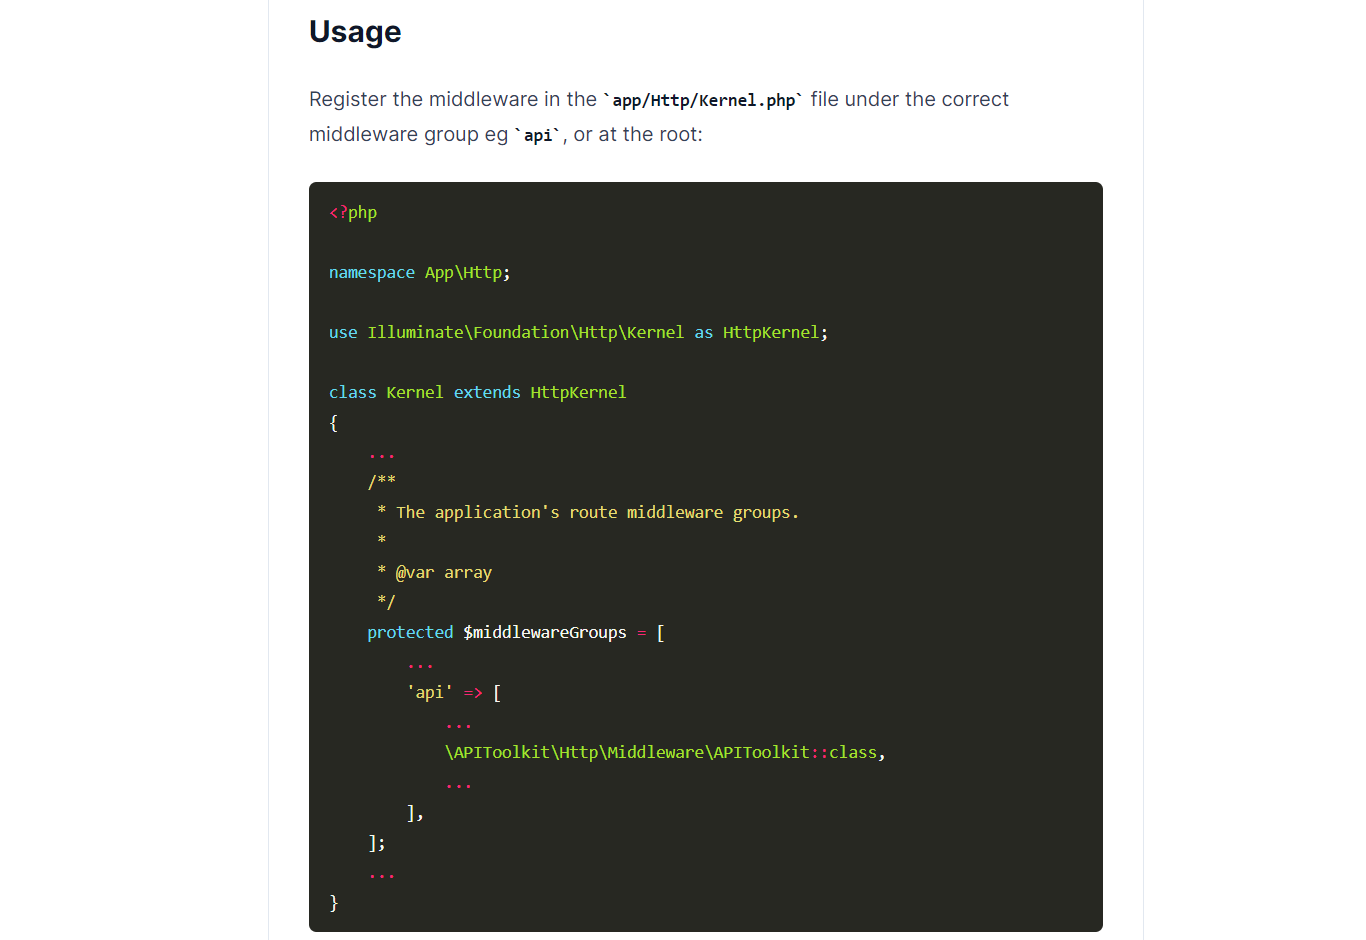 Usage
Register the middleware in the `app/Http/Kernel.php` file under the correct
middleware group eg `api`, or at the root:
<?php
namespace App\Http;
use Illuminate\Foundation\Http\Kernel as HttpKernel;
class Kernel extends HttpKernel
{
    ...
    /**
     * The application's route middleware groups.
     *
     * @var array
     */
    protected $middlewareGroups = [
        ...
        'api' => [
            ...
            \APIToolkit\Http\Middleware\APIToolkit::class,
            ...
        ],
    ];
    ...
}